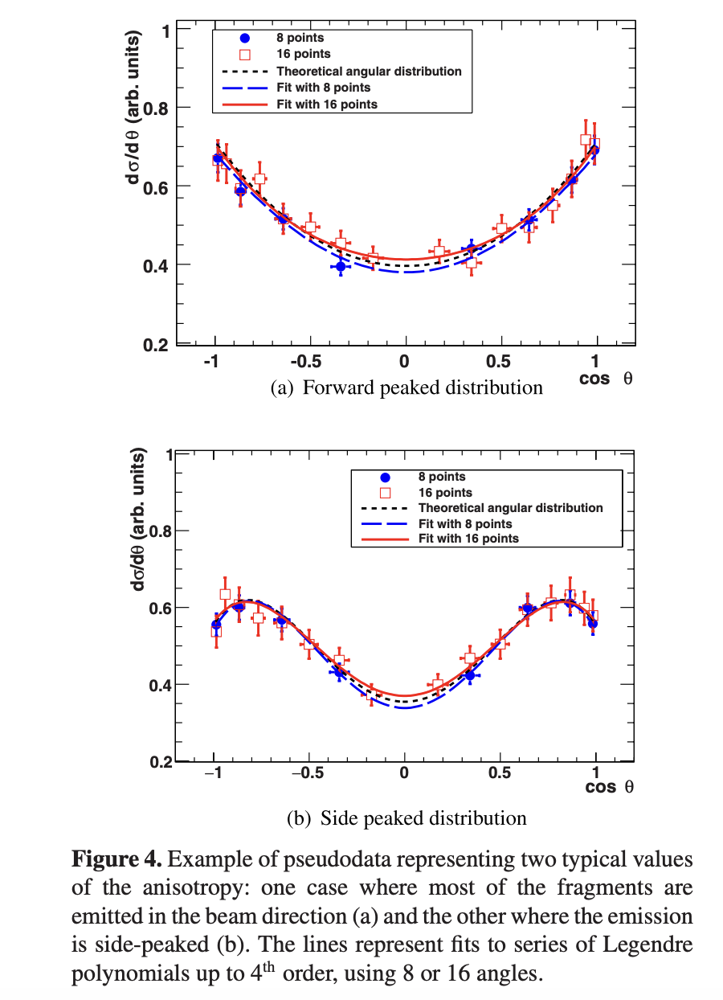 1
0.8
0.6
0.4
0.2
dσ/dθ (arb. units)
8 points
16 points
Theoretical angular distribution
Fit with 8 points
Fit with 16 points
-1 -0.5 0 0.5 1
cos θ
(a) Forward peaked distribution
1
0.8
0.6
0.4
0.2
dσ/dθ (arb. units)
8 points
16 points
Theoretical angular distribution
Fit with 8 points
Fit with 16 points
−1 −0.5 0 0.5 1
cos θ
(b) Side peaked distribution
Figure 4. Example of pseudodata representing two typical values
of the anisotropy: one case where most of the fragments are
emitted in the beam direction (a) and the other where the emission
is side-peaked (b). The lines represent fits to series of Legendre
polynomials up to 4th order, using 8 or 16 angles.